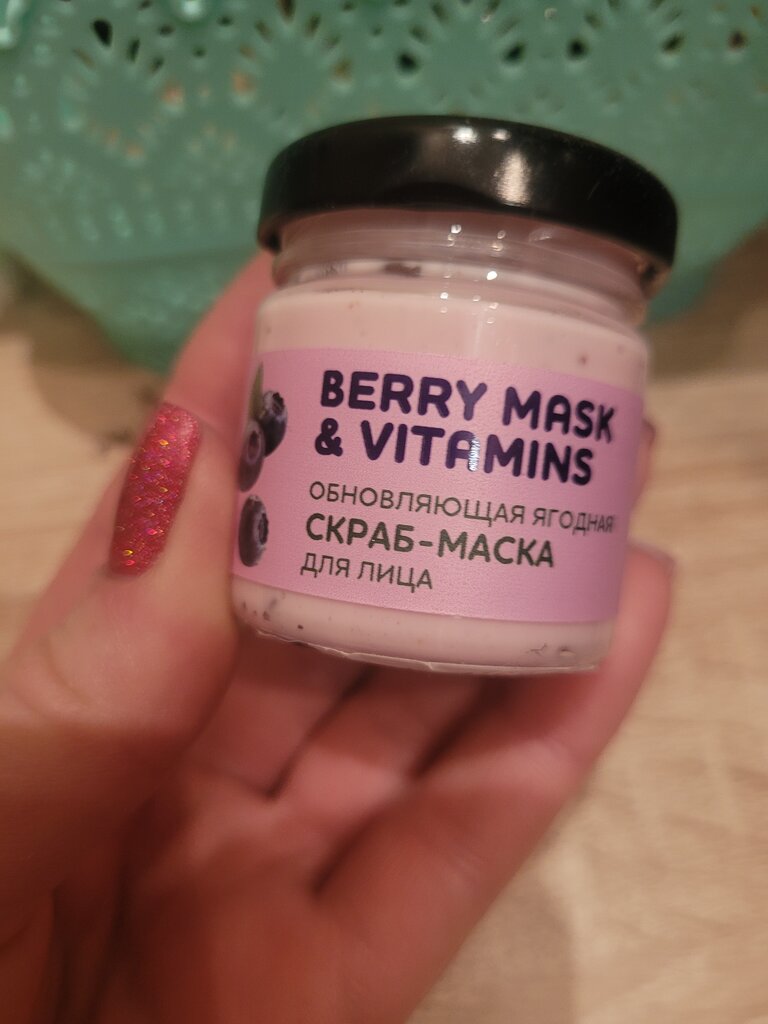 BERRY MASK
& VITAMINS
ОБНОВЛЯЮЩАЯ ЯГОДНАЯ
СКРАБ-МАСКА
ДЛЯ ЛИЦА